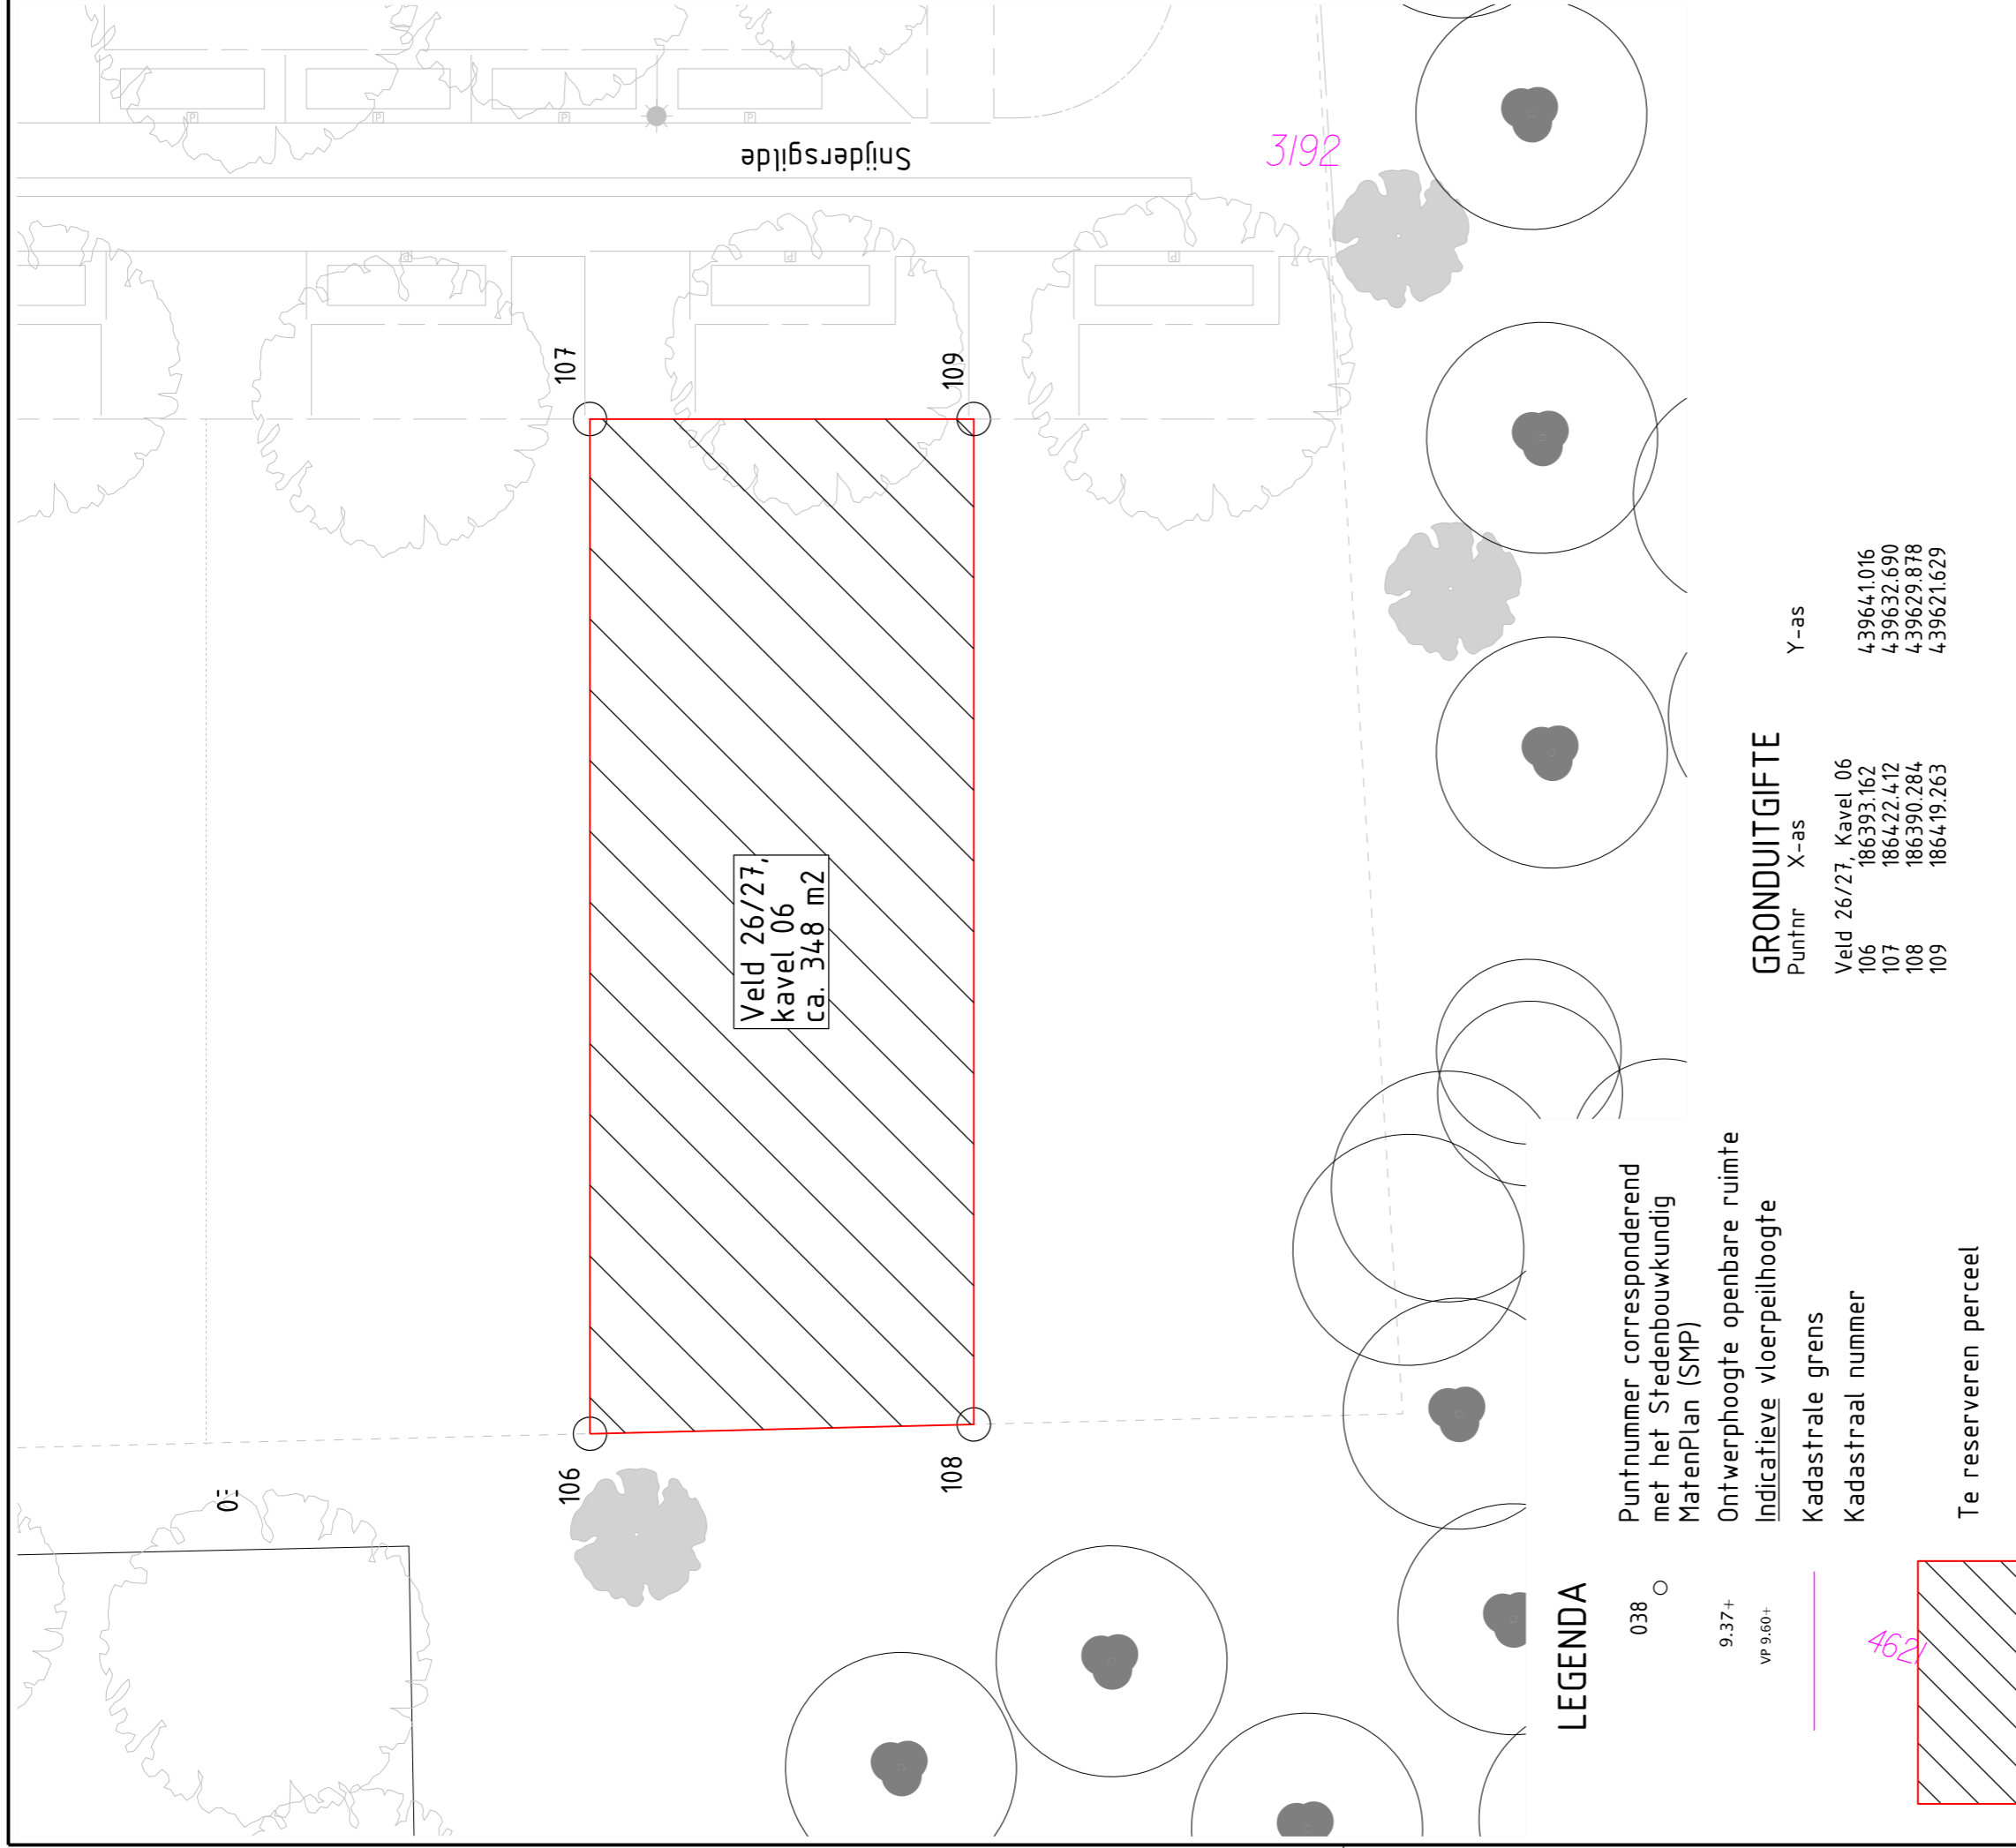 Snijdersgilde
3192
107
109
106
108
Veld 26/27,
kavel 06
ca. 348 m2
LEGENDA
038
Puntnummer corresponderend
met het Stedenbouwkundig
MatenPlan (SMP)
9.37+ Ontwerphoogte openbare ruimte
VP 9.60+ Indicatieve vloerpeilhoogte
Kadastrale grens
4621 Kadastraal nummer
Te reserveren perceel
GRONDUITGIFTE
Puntnr X-as Y-as
Veld 26/27, Kavel 06
106 186393.162 439641.016
107 186422.412 439632.690
108 186390.284 439629.878
109 186419.263 439621.629
P
P
P
P
P
P
P